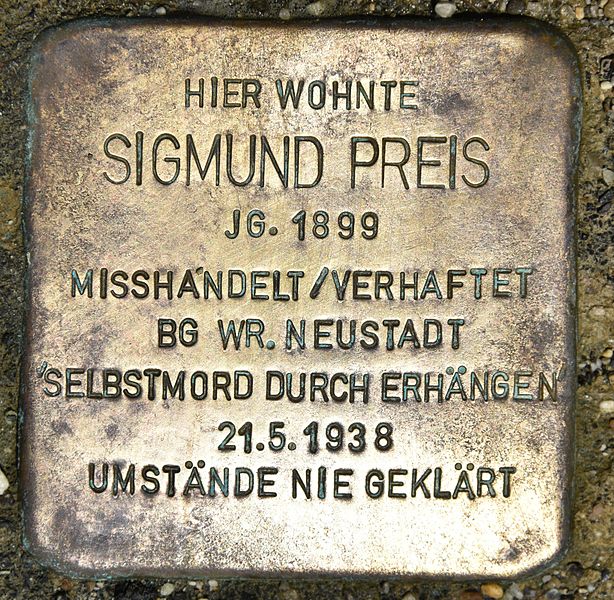 HIER WOHNTE
SIGMUND PREIS
JG. 1899
MISSHANDELT/VERHAFTET
BG WR. NEUSTADT
'SELBSTMORD DURCH ERHÄNGEN'
21.5.1938
UMSTÄNDE NIE GEKLÄRT